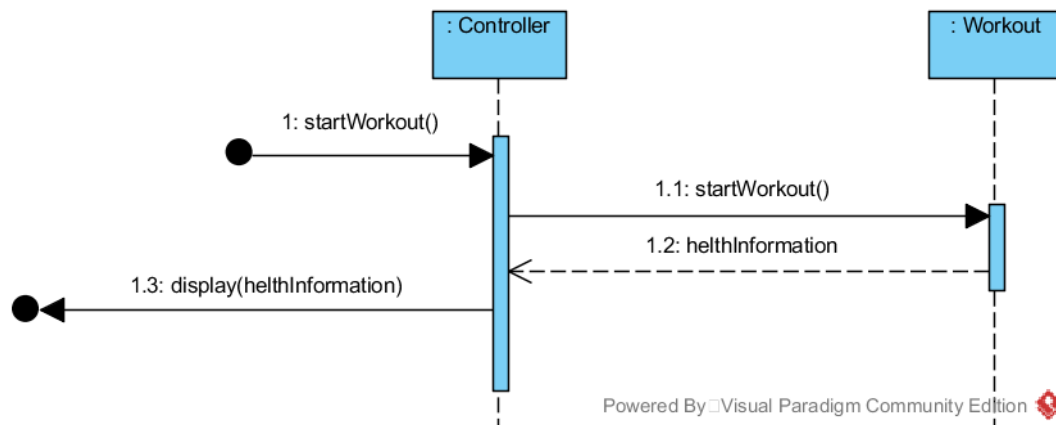 : Controller
: Workout
1: startWorkout()
1.1: startWorkout()
1.2: helthInformation
1.3: display(helthInformation)
Powered By Visual Paradigm Community Edition